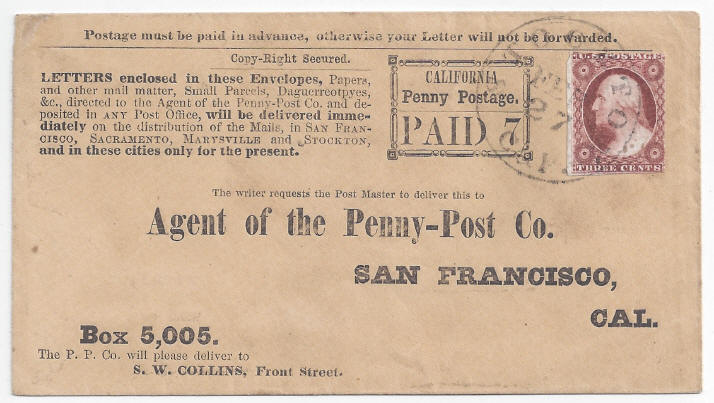 Postage must be paid in advance, otherwise your Letter will not be forwarded.
Copy-Right Secured.
LETTERS enclosed in these Envelopes, Papers,
and other mail matter, Small Parcels, Daguerreotpyes,
&c., directed to the Agent of the Penny-Post Co. and de-
posited in ANY Post Office, will be delivered imme-
diately on the distribution of the Mails, in SAN FRAN-
CISCO, SACRAMENTO, MARYSVILLE and STOCKTON,
and in these cities only for the present.
CALIFORNIA
Penny Postage.
PAID 7
U.S. POSTAGE
THREE CENTS
The writer requests the Post Master to deliver this to
Agent of the Penny-Post Co.
SAN FRANCISCO,
CAL.
Box 5,005.
The P. P. Co. will please deliver to
S. W. COLLINS, Front Street.